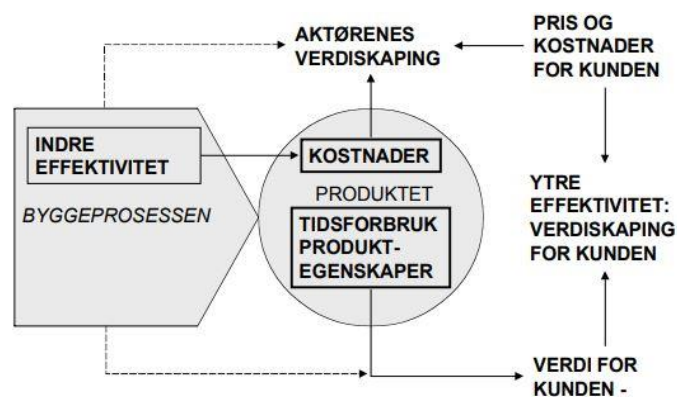 AKTØRENES
VERDISKAPING
PRIS OG
KOSTNADER
FOR KUNDEN
INDRE
EFFEKTIVITET
BYGGEPROSESSEN
KOSTNADER
PRODUKTET
TIDSFORBRUK
PRODUKT-
EGENSKAPER
YTRE
EFFEKTIVITET:
VERDISKAPING
FOR KUNDEN
VERDI FOR
KUNDEN -